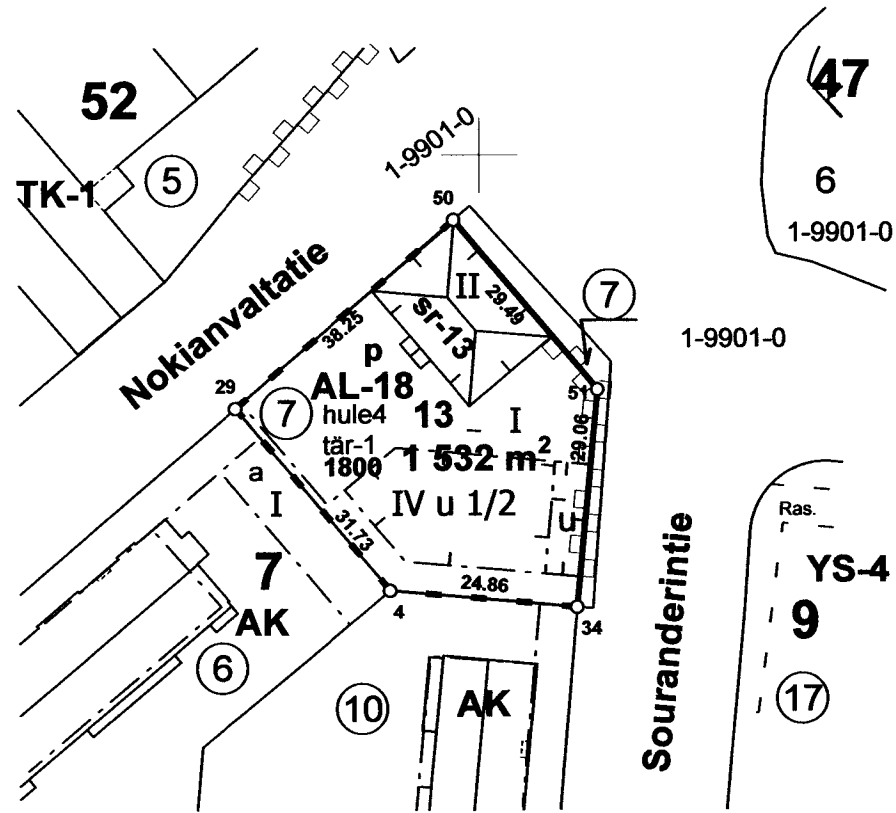 52
TK-1
5
1-9901-0
50
47
6
1-9901-0
Nokianvaltatie
38.25
II
29.49
sr-13
7
1-9901-0
p
29
7
AL-18
hule4
13
I
51
29.06
tär-1
1800
1 532 m²
a
I
31.73
IV u 1/2
u
Ras.
YS-4
7
AK
24.86
4
34
9
6
10
AK
Souranderintie
17